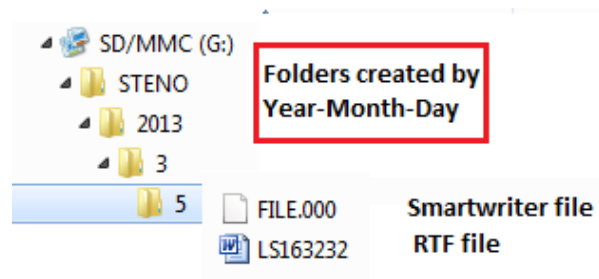 SD/MMC (G:)
STENO
2013
3
5
Folders created by
Year-Month-Day
FILE.000 Smartwriter file
LS163232 RTF file